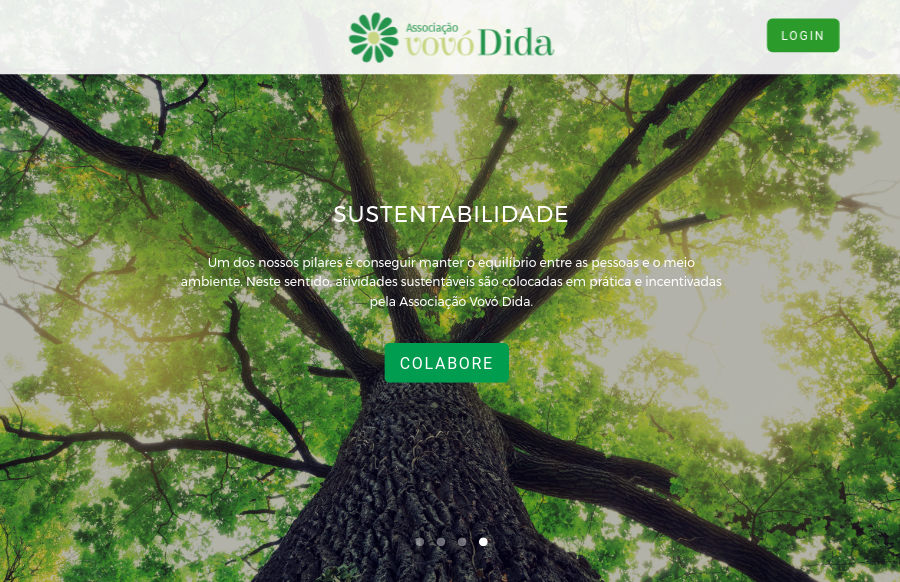 Associação
vovó Dida
LOGIN
SUSTENTABILIDADE
Um dos nossos pilares é conseguir manter o equilíbrio entre as pessoas e o meio
ambiente. Neste sentido, atividades sustentáveis são colocadas em prática e incentivadas
pela Associação Vovó Dida.
COLABORE